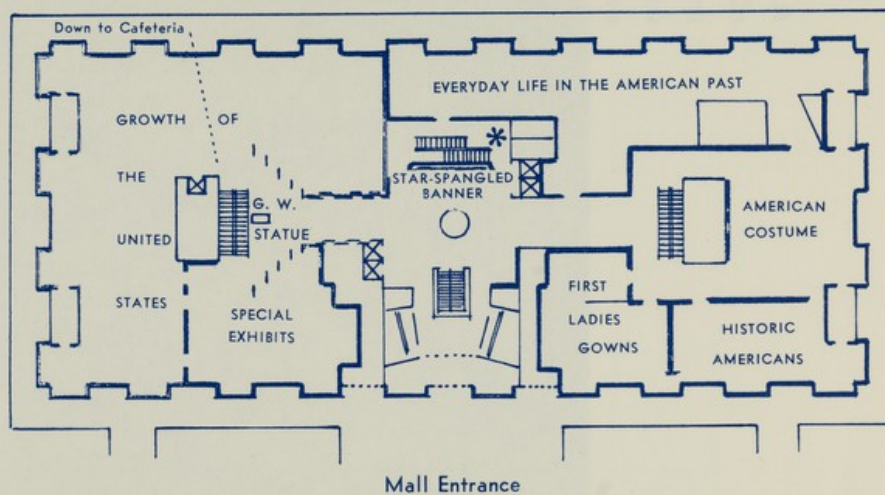 Down to Cafeteria
EVERYDAY LIFE IN THE AMERICAN PAST
GROWTH OF
THE
UNITED
STATES
G. W.
STATUE
STAR-SPANGLED
BANNER
AMERICAN
COSTUME
SPECIAL
EXHIBITS
FIRST
LADIES
GOWNS
HISTORIC
AMERICANS
Mall Entrance